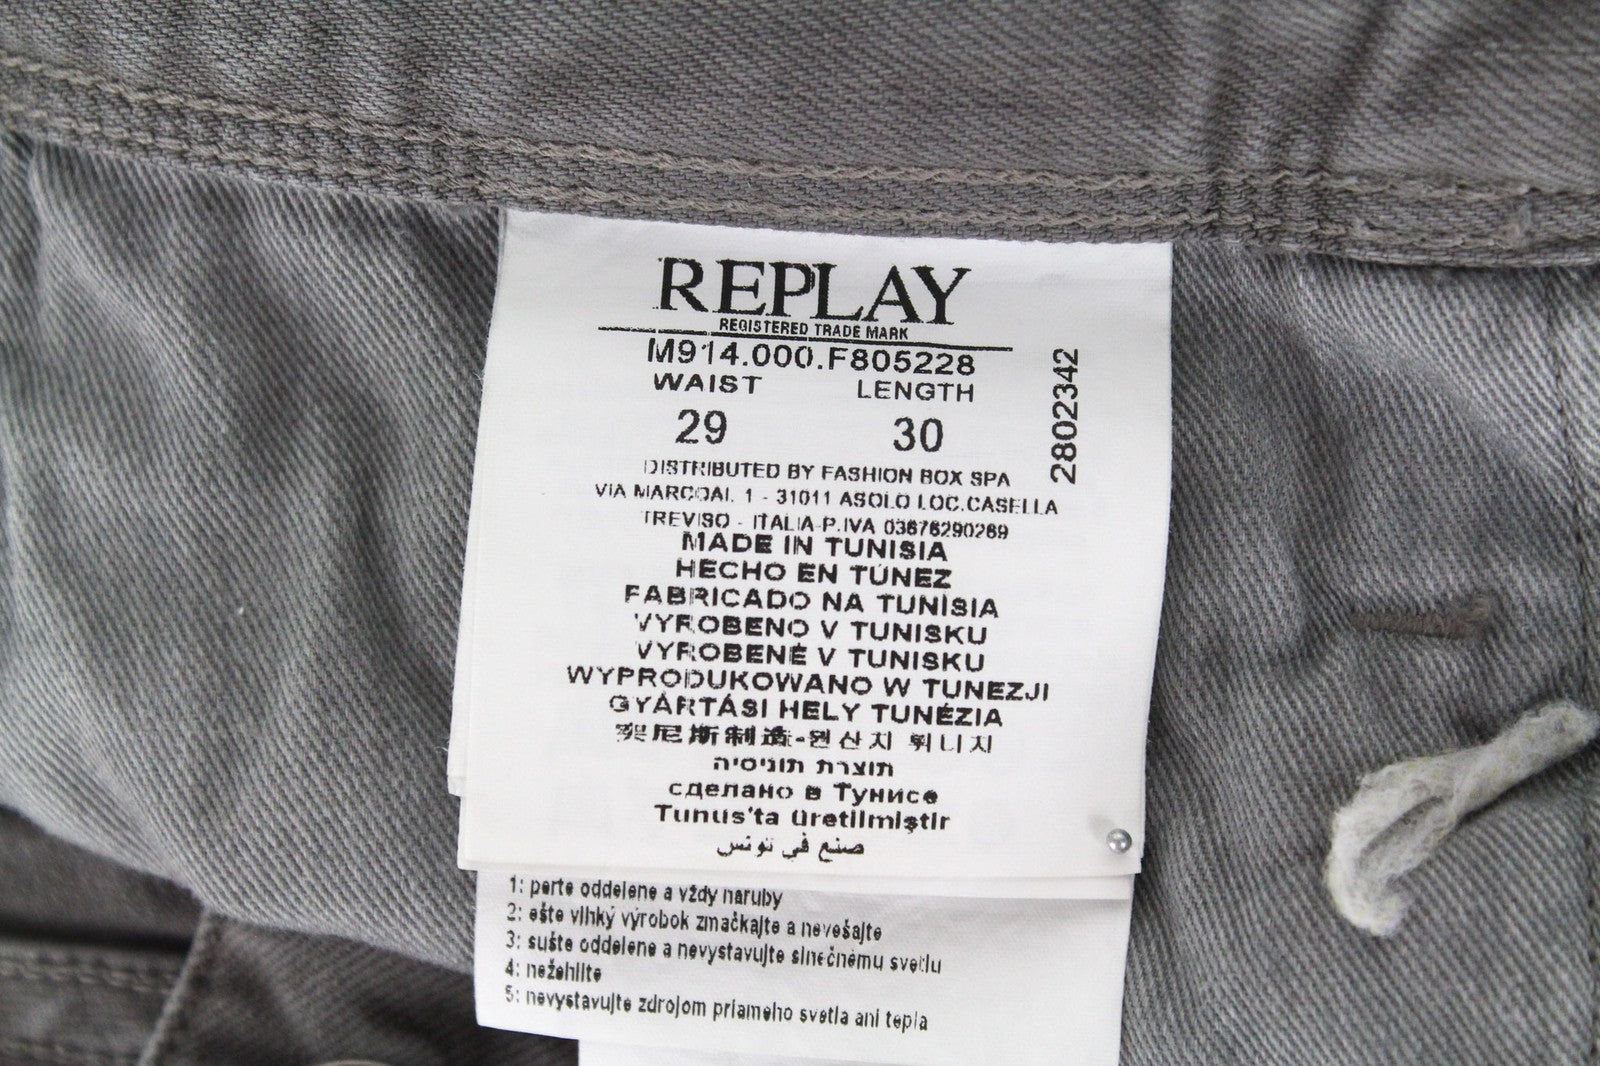 REPLAY
REGISTERED TRADE MARK
M914.000.F805228
WAIST LENGTH
29 30
2802342
DISTRIBUTED BY FASHION BOX SPA
VIA MARCOAI, 1 - 31011 ASOLO LOC.CASELLA
TREVISO - ITALIA-P.IVA 03676290269
MADE IN TUNISIA
HECHO EN TÚNEZ
FABRICADO NA TUNISIA
VYROBENO V TUNISKU
VYROBENÉ V TUNISKU
WYPRODUKOWANO W TUNEZJI
GYÁRTÁSI HELY TUNÉZIA
突尼斯制造-원산지 튀니지
תוצרת תוניסיה
сделано в Тунисе
Tunus'ta üretilmiştir
صنع في تونس
1: perte oddelene a vždy naruby
2: ešte vlhký výrobok zmačkajte a nevešajte
3: sušte oddelene a nevystavujte slnečnému svetlu
4: nežehlite
5: nevystavujte zdrojom priameho svetla ani tepla